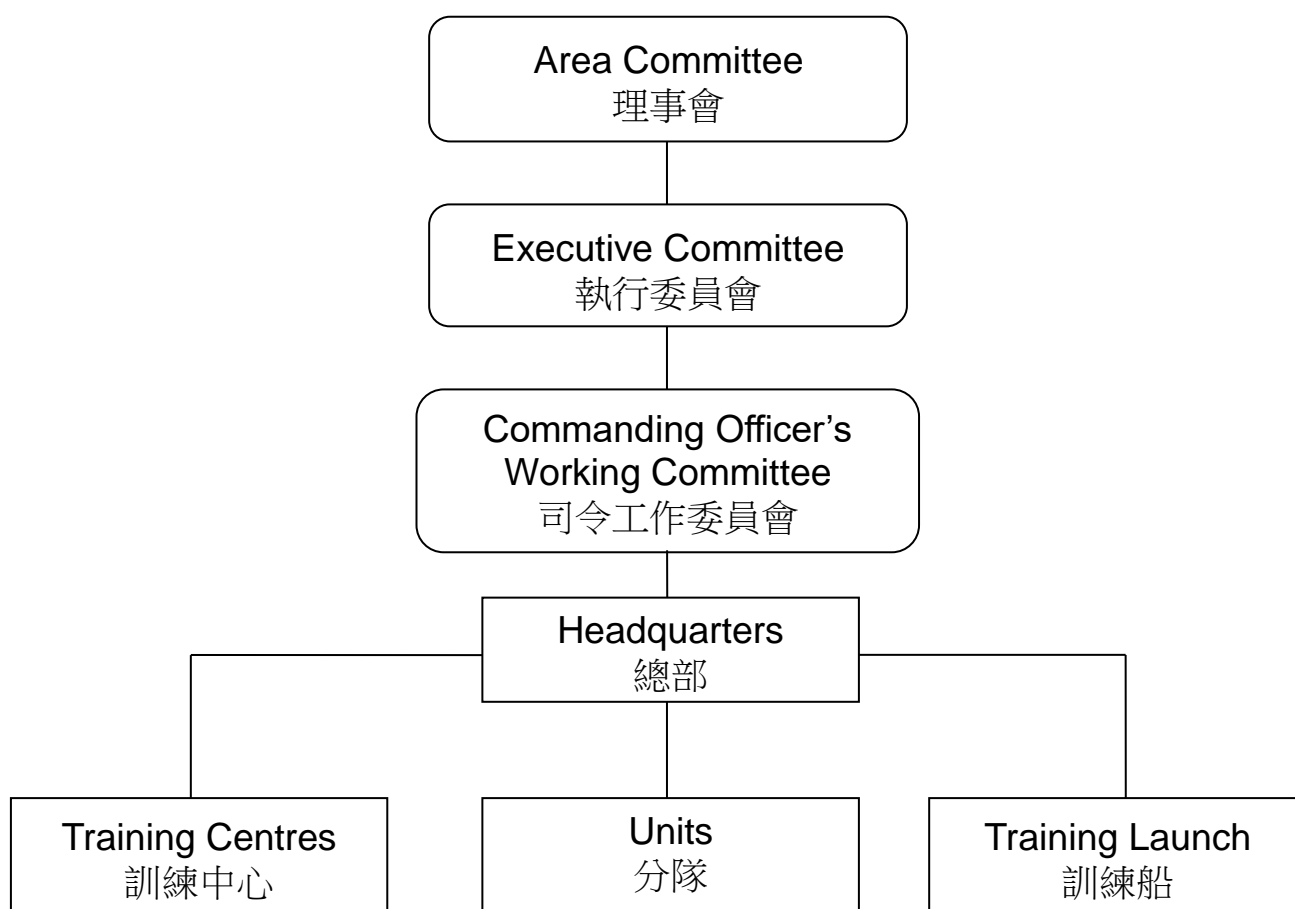 Area Committee
理事會
Executive Committee
執行委員會
Commanding Officer’s
Working Committee
司令工作委員會
Headquarters
總部
Training Centres
訓練中心
Units
分隊
Training Launch
訓練船